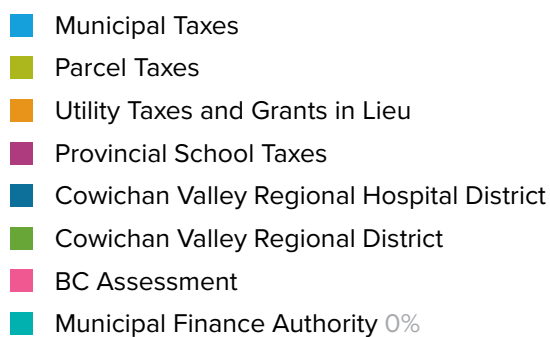 Municipal Taxes
Parcel Taxes
Utility Taxes and Grants in Lieu
Provincial School Taxes
Cowichan Valley Regional Hospital District
Cowichan Valley Regional District
BC Assessment
Municipal Finance Authority 0%